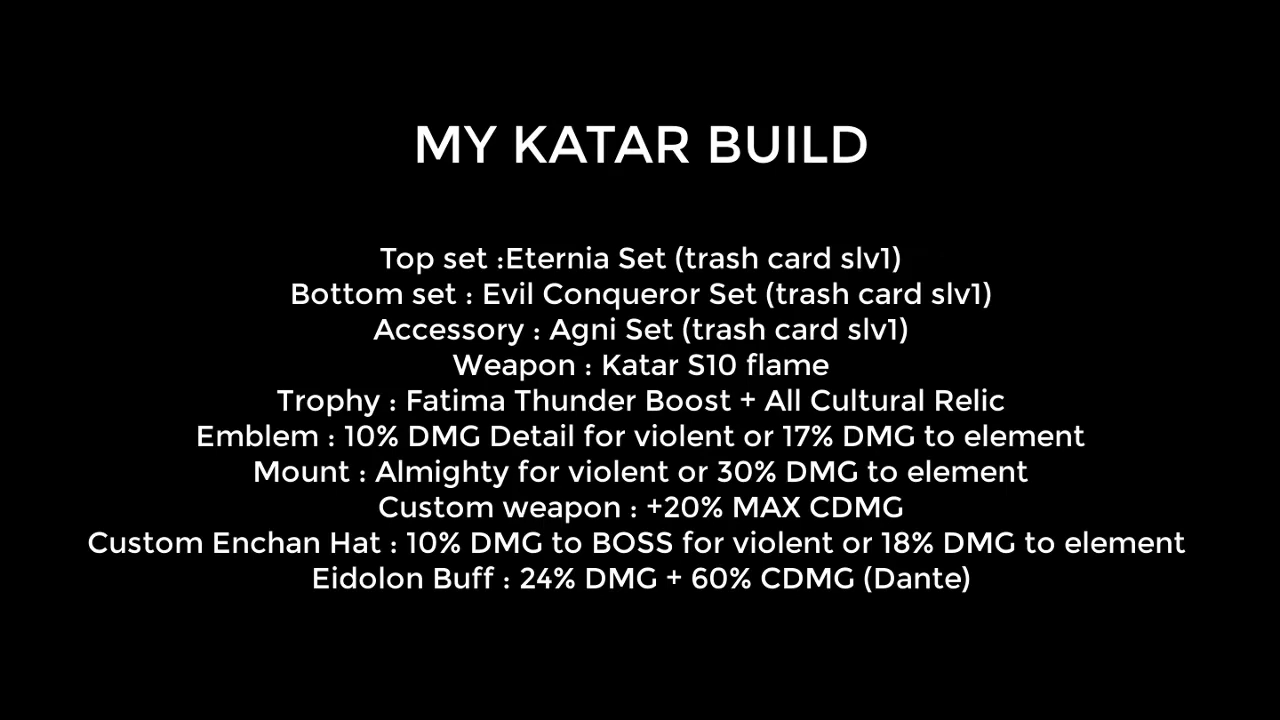 MY KATAR BUILD
Top set :Eternia Set (trash card slv1)
Bottom set : Evil Conqueror Set (trash card slv1)
Accessory : Agni Set (trash card slv1)
Weapon : Katar S10 flame
Trophy : Fatima Thunder Boost + All Cultural Relic
Emblem : 10% DMG Detail for violent or 17% DMG to element
Mount : Almighty for violent or 30% DMG to element
Custom weapon : +20% MAX CDMG
Custom Enchan Hat : 10% DMG to BOSS for violent or 18% DMG to element
Eidolon Buff : 24% DMG + 60% CDMG (Dante)